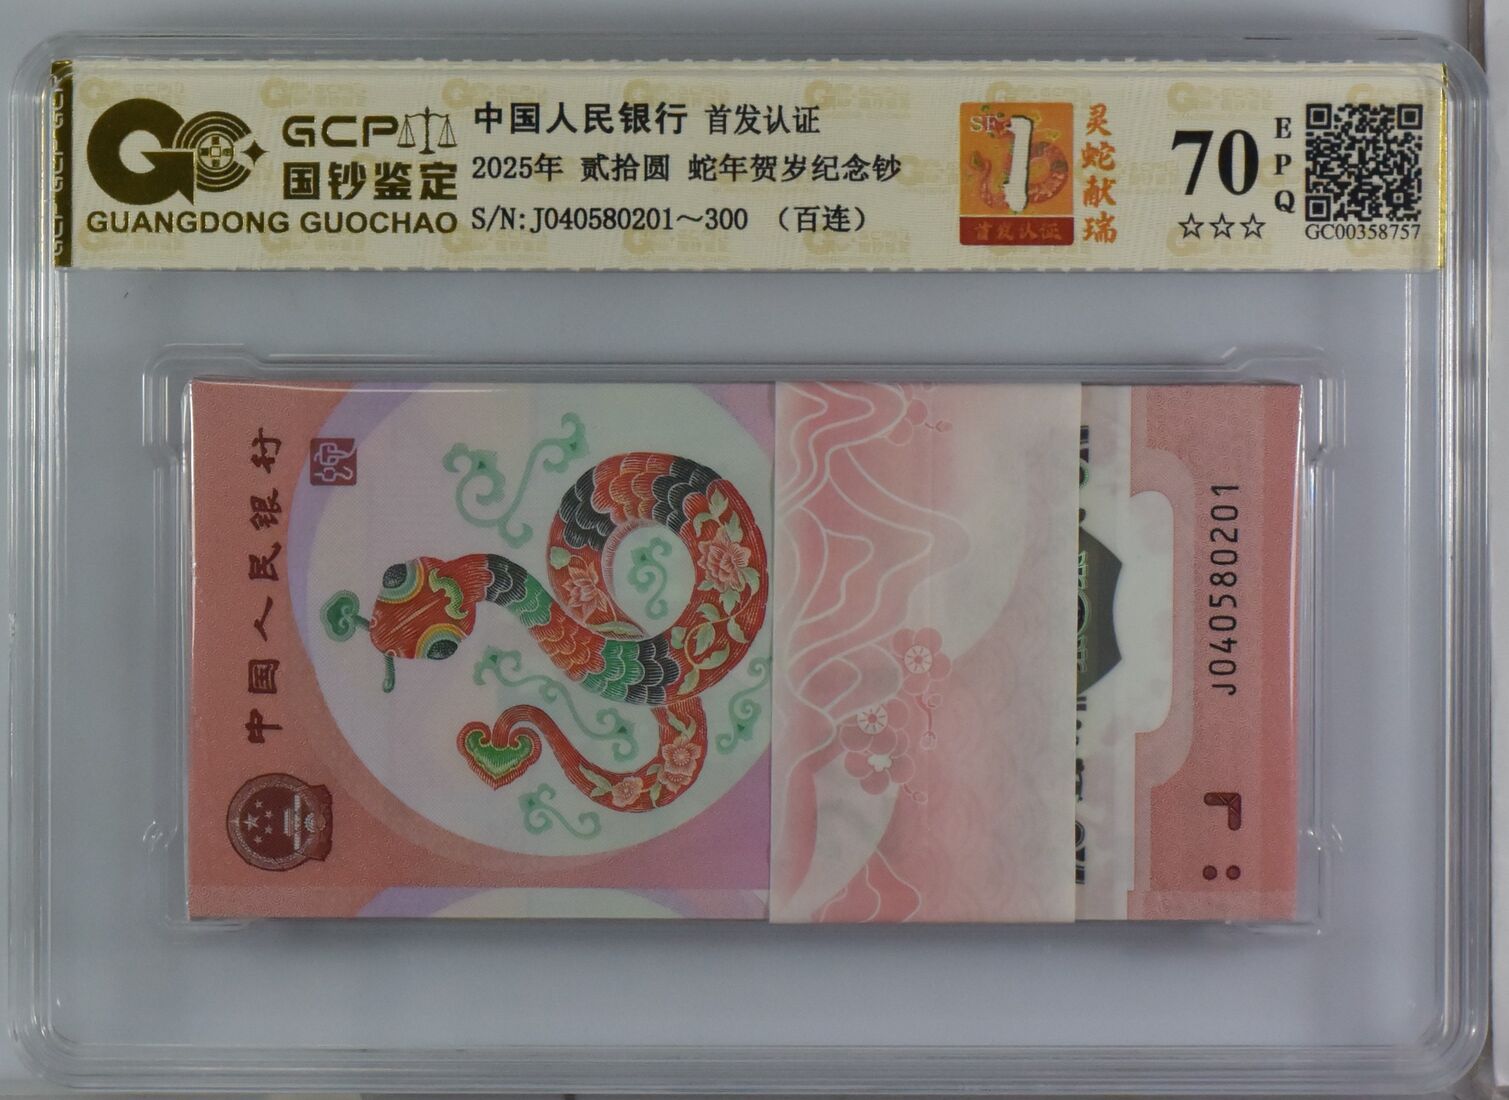 GCP
国钞鉴定
GUANGDONG GUOCHAO
中国人民银行 首发认证
2025年 贰拾圆 蛇年贺岁纪念钞
S/N:J040580201～300 （百连）
1
首发认证
灵蛇献瑞
70
EPQ
☆☆☆
GC00358757
中国人民银行
J040580201